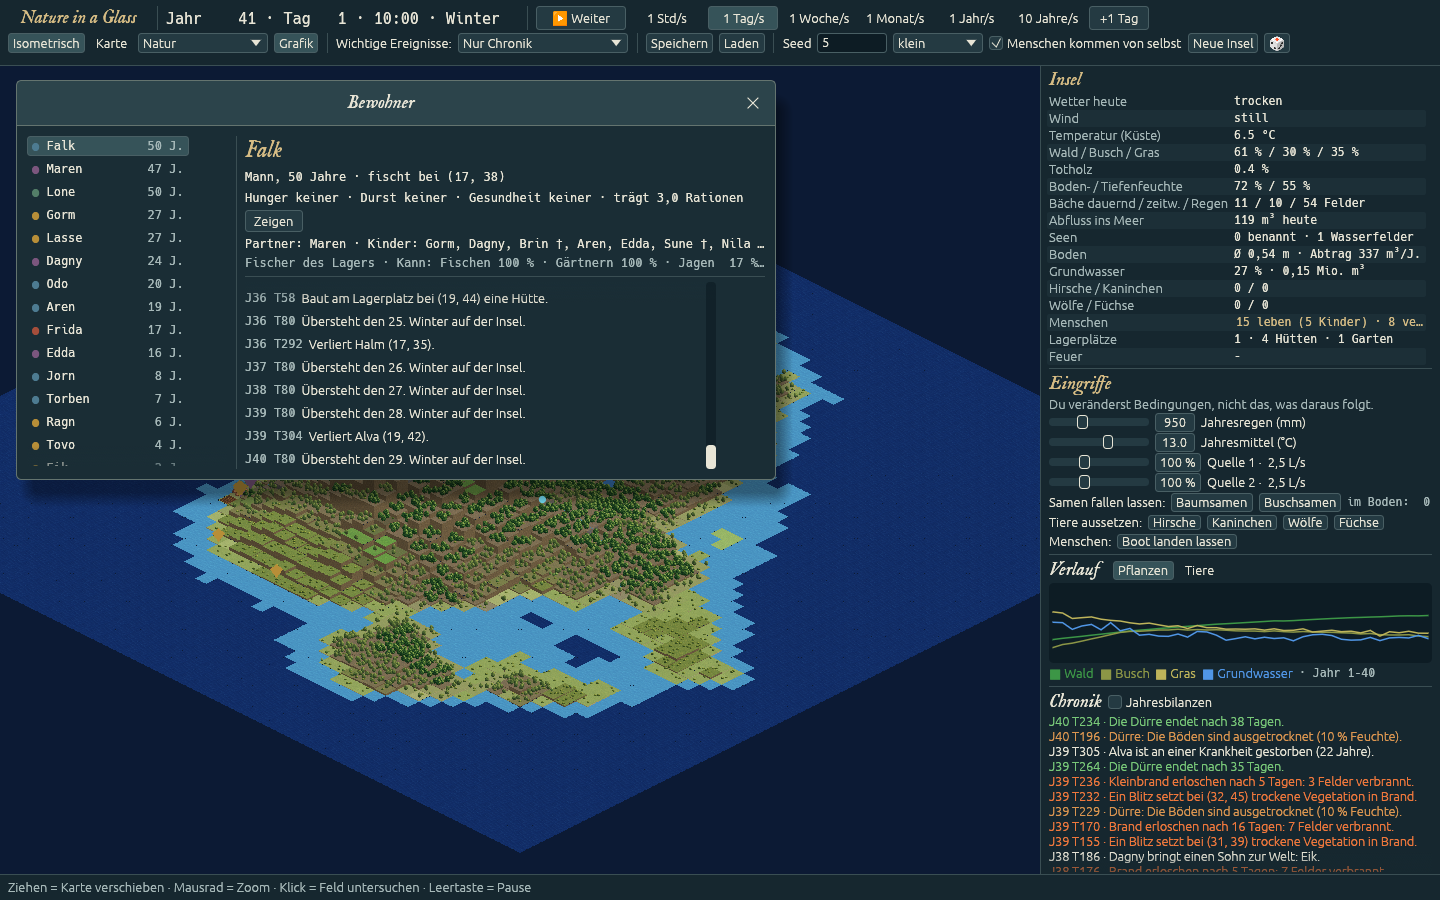 Nature in a Glass
Jahr 41 · Tag 1 · 10:00 · Winter
Weiter 1 Std/s 1 Tag/s 1 Woche/s 1 Monat/s 1 Jahr/s 10 Jahre/s +1 Tag
Isometrisch Karte Natur Grafik Wichtige Ereignisse: Nur Chronik Speichern Laden Seed 5 klein Menschen kommen von selbst Neue Insel
Bewohner
Falk 50 J.
Maren 47 J.
Lone 50 J.
Gorm 27 J.
Lasse 27 J.
Dagny 24 J.
Odo 20 J.
Aren 19 J.
Frida 17 J.
Edda 16 J.
Jorn 8 J.
Torben 7 J.
Ragn 6 J.
Tovo 4 J.
Falk
Mann, 50 Jahre · fischt bei (17, 38)
Hunger keiner · Durst keiner · Gesundheit keiner · trägt 3,0 Rationen
Zeigen
Partner: Maren · Kinder: Gorm, Dagny, Brin †, Aren, Edda, Sune †, Nila …
Fischer des Lagers · Kann: Fischen 100 % · Gärtnern 100 % · Jagen 17 %…
J36 T58 Baut am Lagerplatz bei (19, 44) eine Hütte.
J36 T80 Übersteht den 25. Winter auf der Insel.
J36 T292 Verliert Halm (17, 35).
J37 T80 Übersteht den 26. Winter auf der Insel.
J38 T80 Übersteht den 27. Winter auf der Insel.
J39 T80 Übersteht den 28. Winter auf der Insel.
J39 T304 Verliert Alva (19, 42).
J40 T80 Übersteht den 29. Winter auf der Insel.
Insel
Wetter heute trocken
Wind still
Temperatur (Küste) 6.5 °C
Wald / Busch / Gras 61 % / 30 % / 35 %
Totholz 0.4 %
Boden- / Tiefenfeuchte 72 % / 55 %
Bäche dauernd / zeitw. / Regen 11 / 10 / 54 Felder
Abfluss ins Meer 119 m³ heute
Seen 0 benannt · 1 Wasserfelder
Boden Ø 0,54 m · Abtrag 337 m³/J.
Grundwasser 27 % · 0,15 Mio. m³
Hirsche / Kaninchen 0 / 0
Wölfe / Füchse 0 / 0
Menschen 15 leben (5 Kinder) · 8 ve…
Lagerplätze 1 · 4 Hütten · 1 Garten
Feuer -
Eingriffe
Du veränderst Bedingungen, nicht das, was daraus folgt.
950 Jahresregen (mm)
13.0 Jahresmittel (°C)
100 % Quelle 1 · 2,5 L/s
100 % Quelle 2 · 2,5 L/s
Samen fallen lassen: Baumsamen Buschsamen im Boden: 0
Tiere aussetzen: Hirsche Kaninchen Wölfe Füchse
Menschen: Boot landen lassen
Verlauf Pflanzen Tiere
Wald Busch Gras Grundwasser · Jahr 1-40
Chronik Jahresbilanzen
J40 T234 · Die Dürre endet nach 38 Tagen.
J40 T196 · Dürre: Die Böden sind ausgetrocknet (10 % Feuchte).
J39 T305 · Alva ist an einer Krankheit gestorben (22 Jahre).
J39 T264 · Die Dürre endet nach 35 Tagen.
J39 T236 · Kleinbrand erloschen nach 5 Tagen: 3 Felder verbrannt.
J39 T232 · Ein Blitz setzt bei (32, 45) trockene Vegetation in Brand.
J39 T229 · Dürre: Die Böden sind ausgetrocknet (10 % Feuchte).
J39 T170 · Brand erloschen nach 16 Tagen: 7 Felder verbrannt.
J39 T155 · Ein Blitz setzt bei (31, 39) trockene Vegetation in Brand.
J38 T186 · Dagny bringt einen Sohn zur Welt: Eik.
J38 T176 · Brand erloschen nach 5 Tagen: 7 Felder verbrannt.
Ziehen = Karte verschieben · Mausrad = Zoom · Klick = Feld untersuchen · Leertaste = Pause